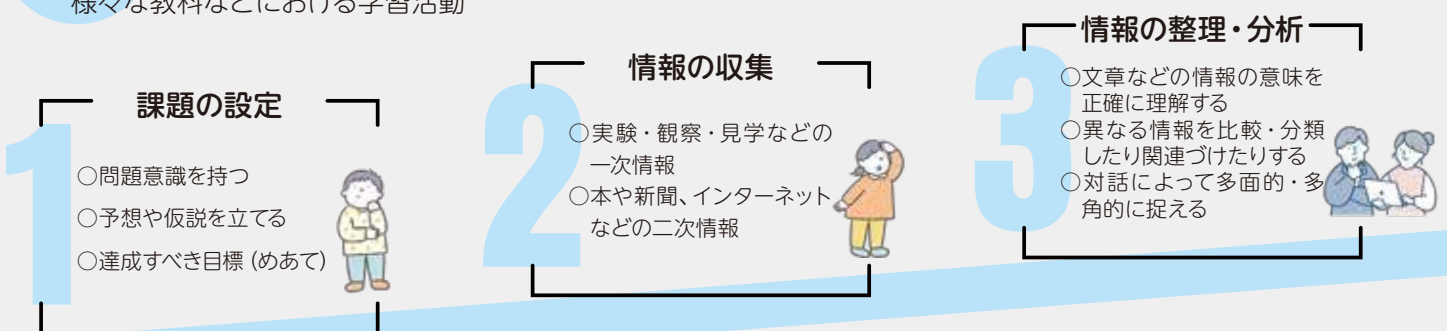 様々な教科などにおける学習活動
1
課題の設定
○問題意識を持つ
○予想や仮説を立てる
○達成すべき目標(めあて)
2
情報の収集
○実験・観察・見学などの
一次情報
○本や新聞、インターネット
などの二次情報
3
情報の整理・分析
○文章などの情報の意味を
正確に理解する
○異なる情報を比較・分類
したり関連づけたりする
○対話によって多面的・多
角的に捉える